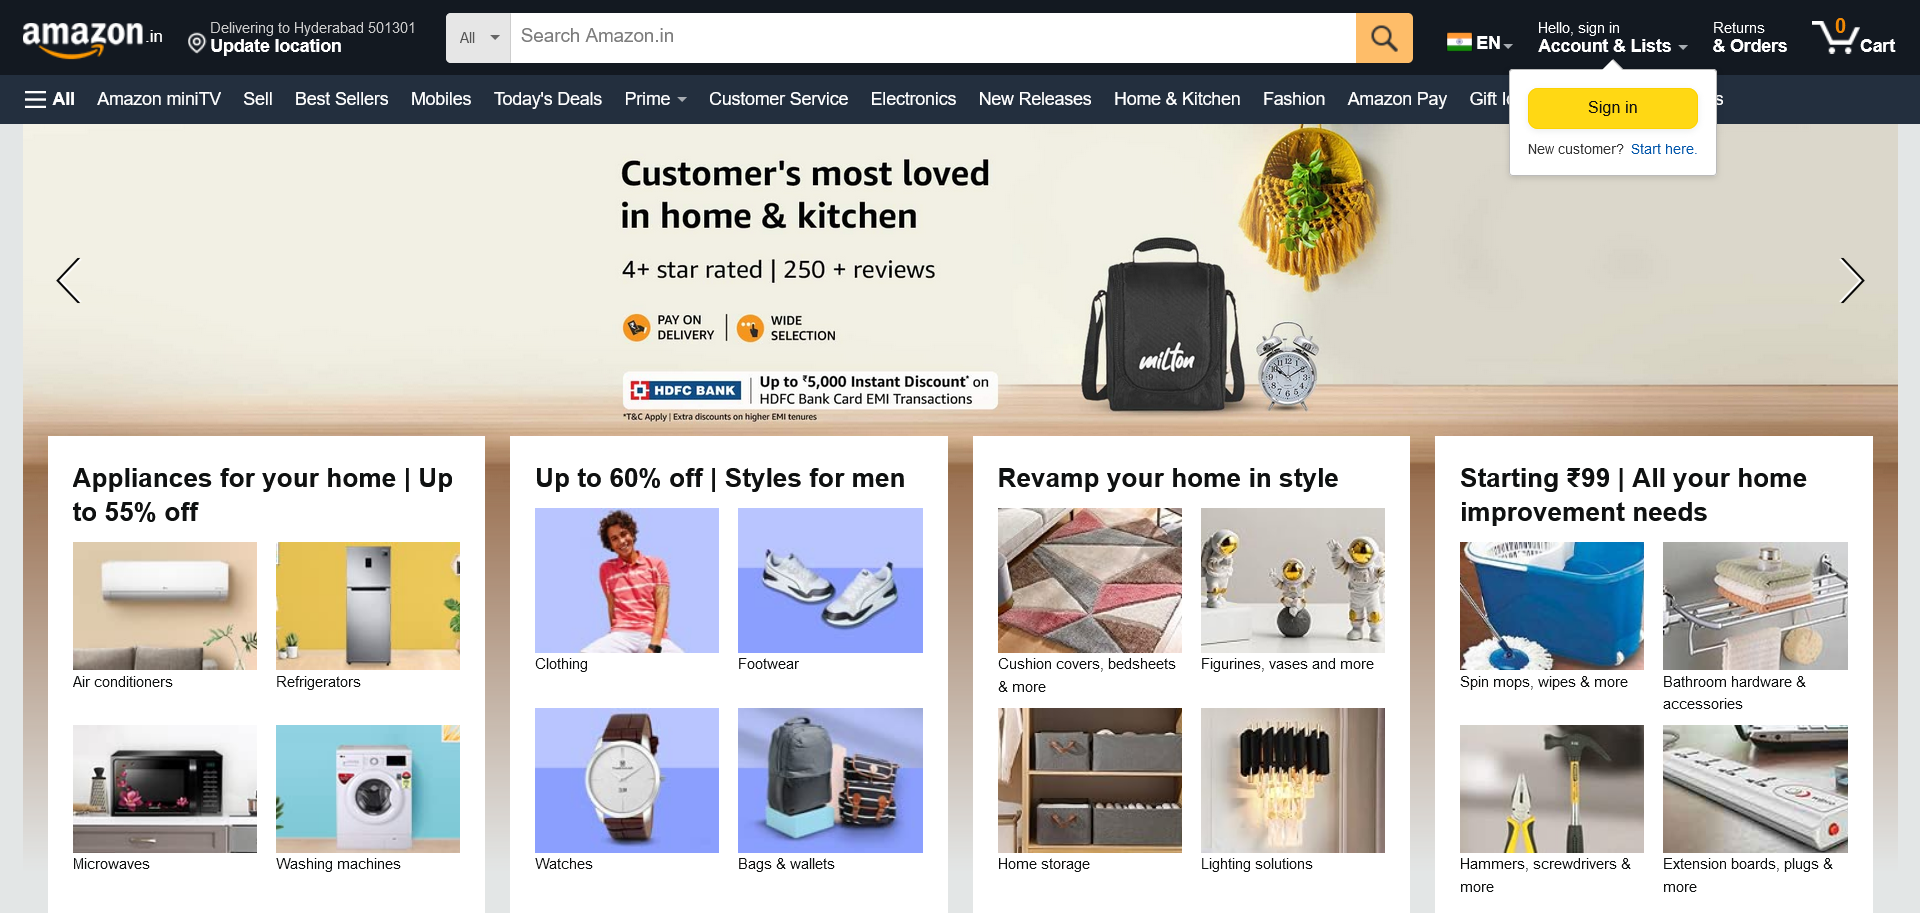 amazon.in
Delivering to Hyderabad 501301
Update location
All
Search Amazon.in
EN
Hello, sign in
Account & Lists
Returns
& Orders
0
Cart
All
Amazon miniTV
Sell
Best Sellers
Mobiles
Today's Deals
Prime
Customer Service
Electronics
New Releases
Home & Kitchen
Fashion
Amazon Pay
Gift
Sign in
New customer? Start here.
Customer's most loved
in home & kitchen
4+ star rated | 250 + reviews
PAY ON
DELIVERY
WIDE
SELECTION
HDFC BANK
Up to ₹5,000 Instant Discount* on
HDFC Bank Card EMI Transactions
*T&C Apply | Extra discounts on higher EMI tenures
milton
Appliances for your home | Up
to 55% off
Air conditioners
Refrigerators
Microwaves
Washing machines
Up to 60% off | Styles for men
Clothing
Footwear
Watches
Bags & wallets
Revamp your home in style
Cushion covers, bedsheets
& more
Figurines, vases and more
Home storage
Lighting solutions
Starting ₹99 | All your home
improvement needs
Spin mops, wipes & more
Bathroom hardware &
accessories
Hammers, screwdrivers &
more
Extension boards, plugs &
more